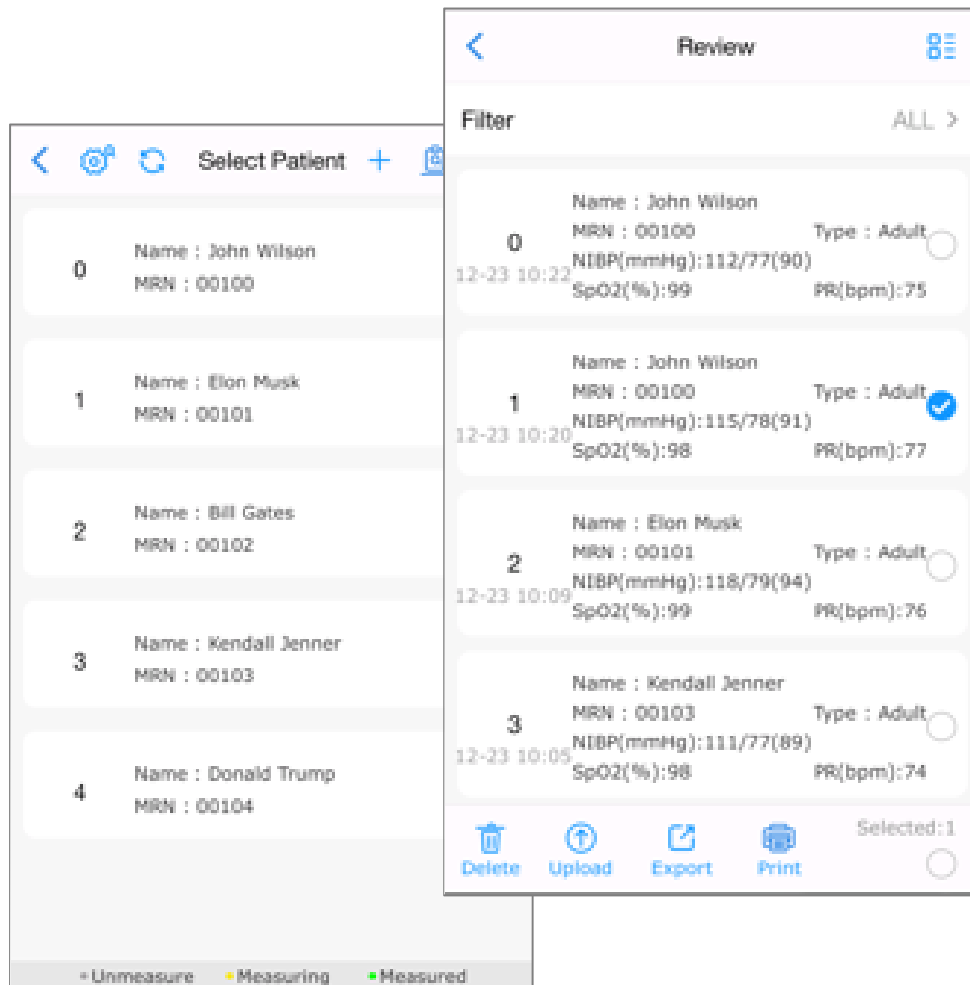 Select Patient
0
Name : John Wilson
MRN : 00100
1
Name : Elon Musk
MRN : 00101
2
Name : Bill Gates
MRN : 00102
3
Name : Kendall Jenner
MRN : 00103
4
Name : Donald Trump
MRN : 00104
Unmeasure Measuring Measured
Review
Filter ALL >
Name : John Wilson
0 MRN : 00100 Type : Adult
12-23 10:22 NIBP(mmHg):112/77(90)
SpO2(%):99 PR(bpm):75
Name : John Wilson
1 MRN : 00100 Type : Adult
12-23 10:20 NIBP(mmHg):115/78(91)
SpO2(%):98 PR(bpm):77
Name : Elon Musk
2 MRN : 00101 Type : Adult
12-23 10:09 NIBP(mmHg):118/79(94)
SpO2(%):99 PR(bpm):76
Name : Kendall Jenner
3 MRN : 00103 Type : Adult
12-23 10:05 NIBP(mmHg):111/77(89)
SpO2(%):98 PR(bpm):74
Selected:1
Delete Upload Export Print